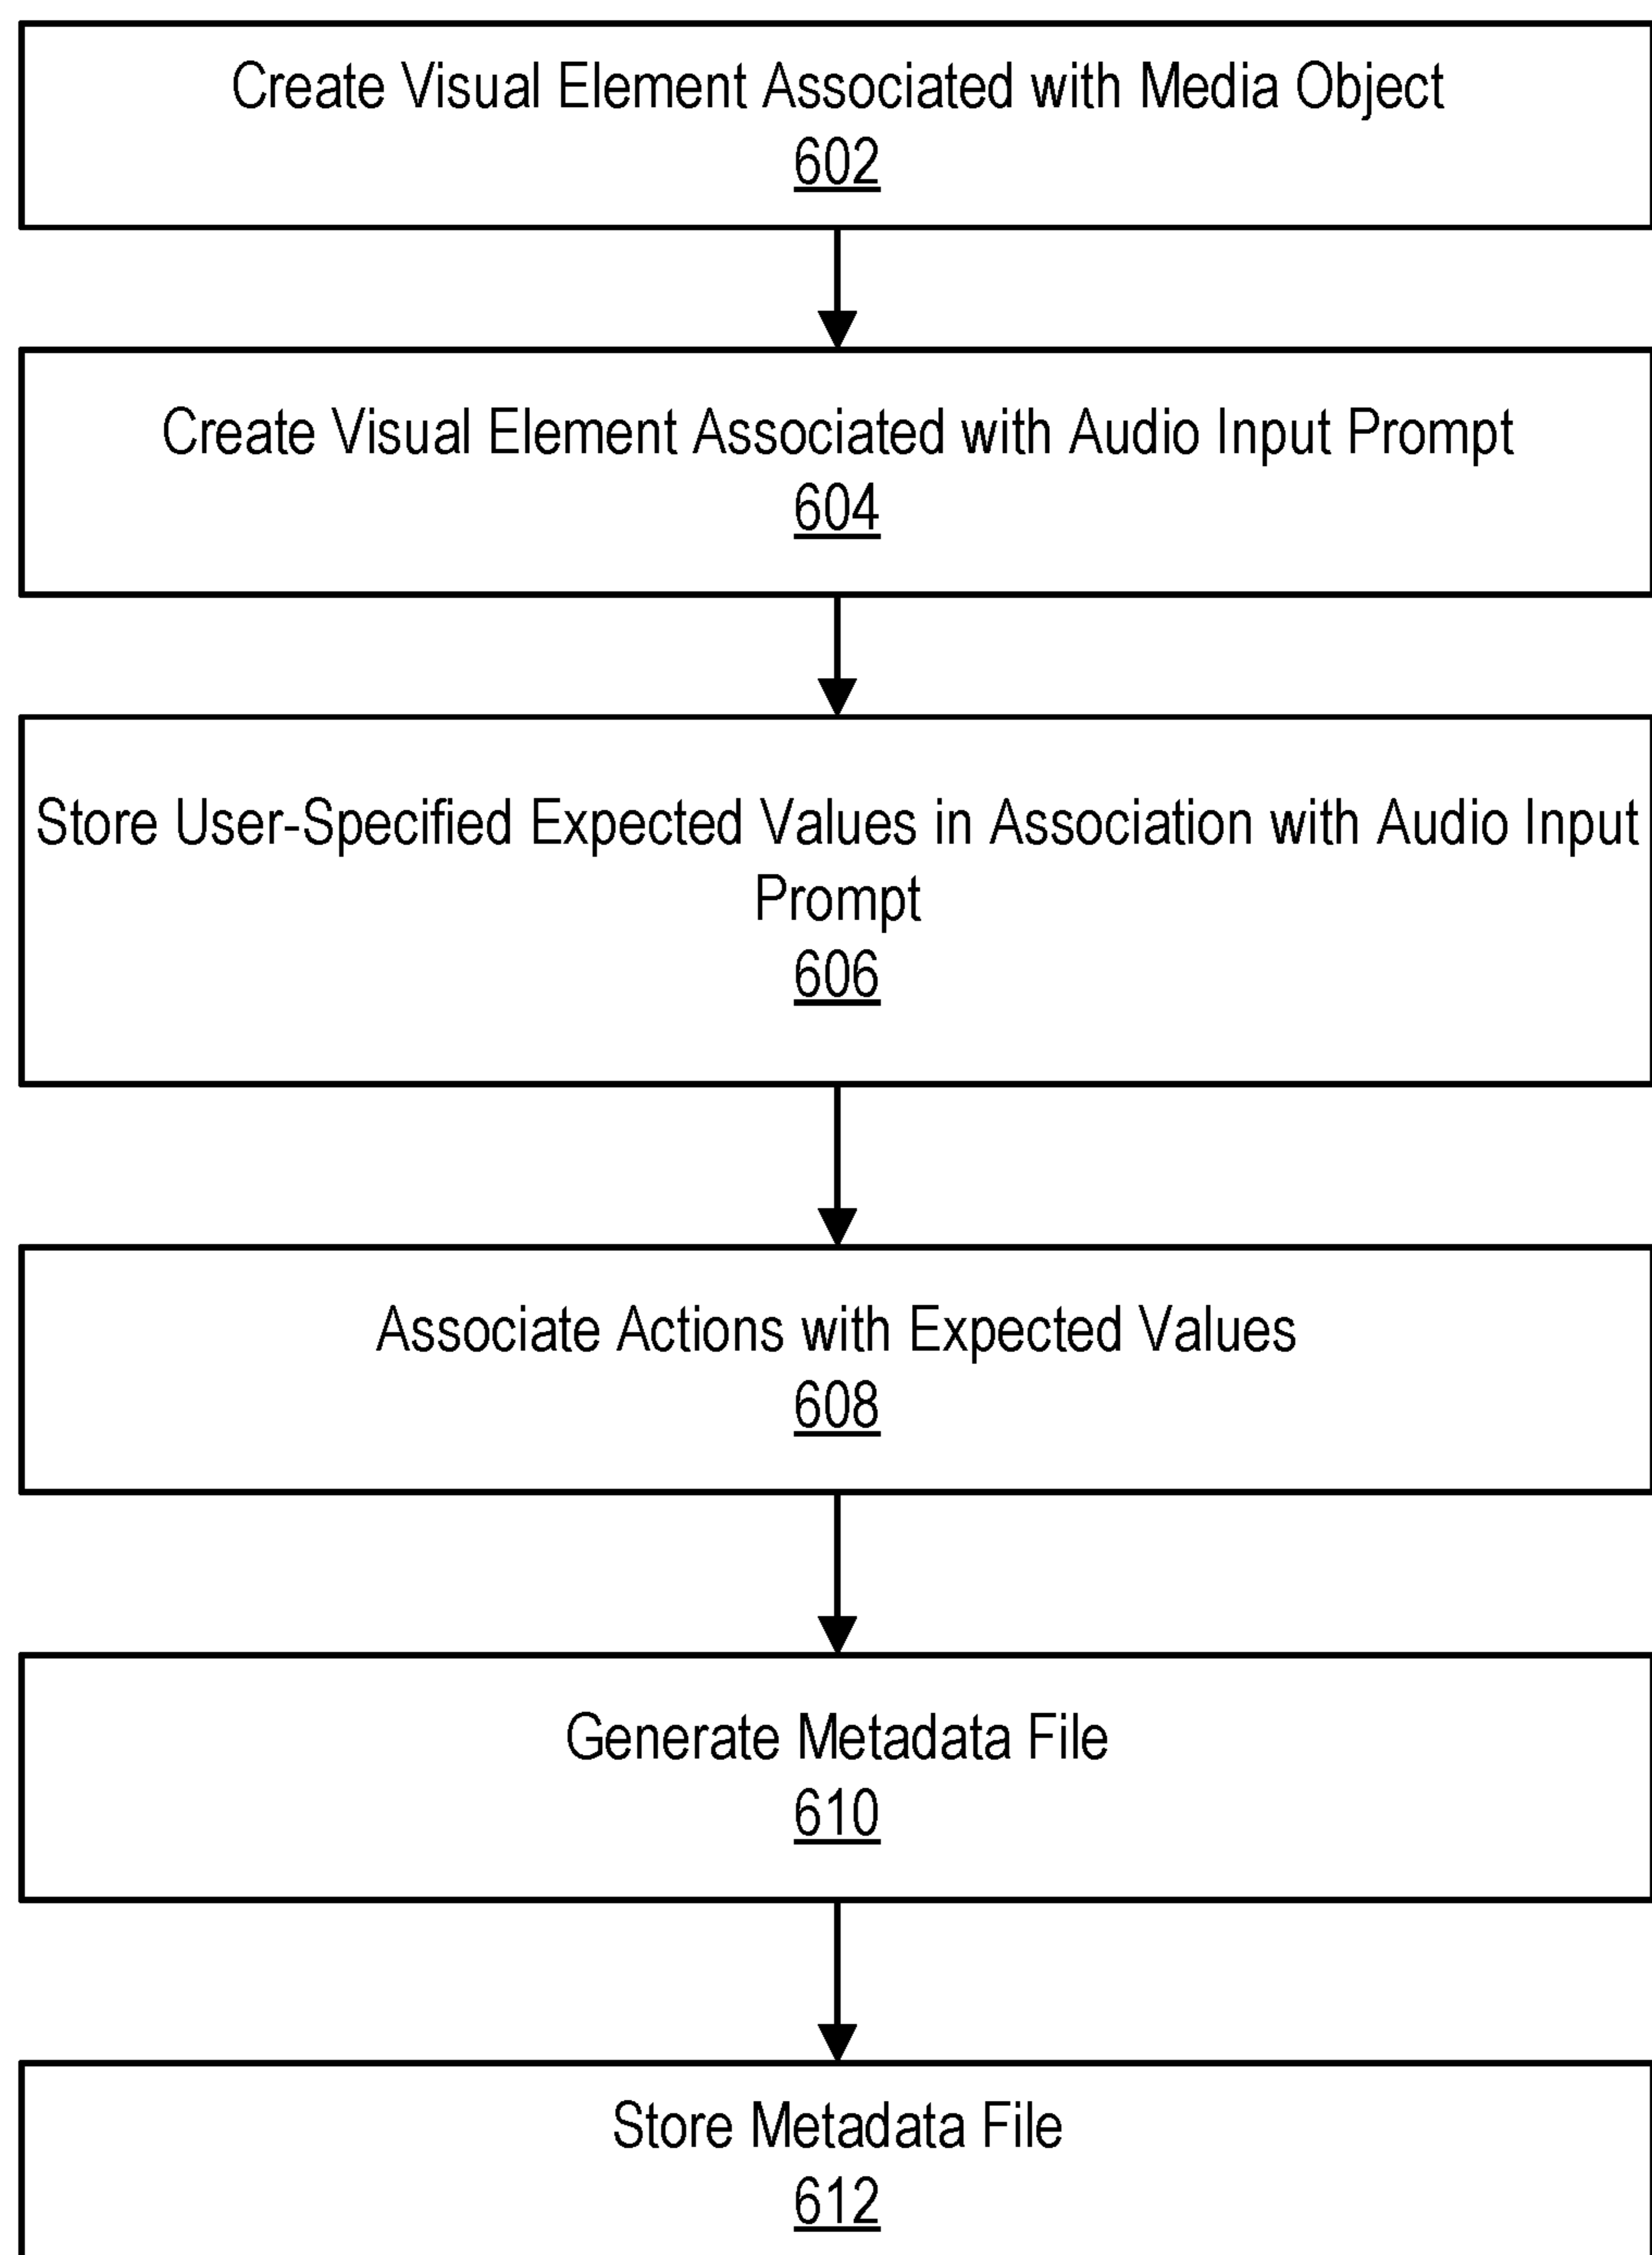 Create Visual Element Associated with Media Object
602
Create Visual Element Associated with Audio Input Prompt
604
Store User-Specified Expected Values in Association with Audio Input
Prompt
606
Associate Actions with Expected Values
608
Generate Metadata File
610
Store Metadata File
612